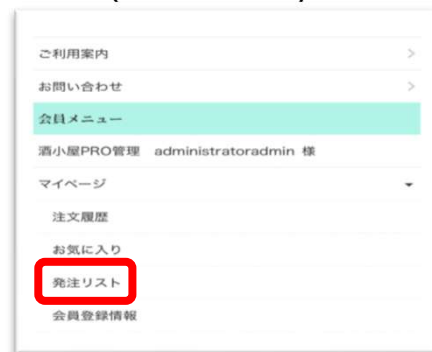 ご利用案内
お問い合わせ
会員メニュー
酒小屋PRO管理 administratoradmin 様
マイページ
注文履歴
お気に入り
発注リスト
会員登録情報